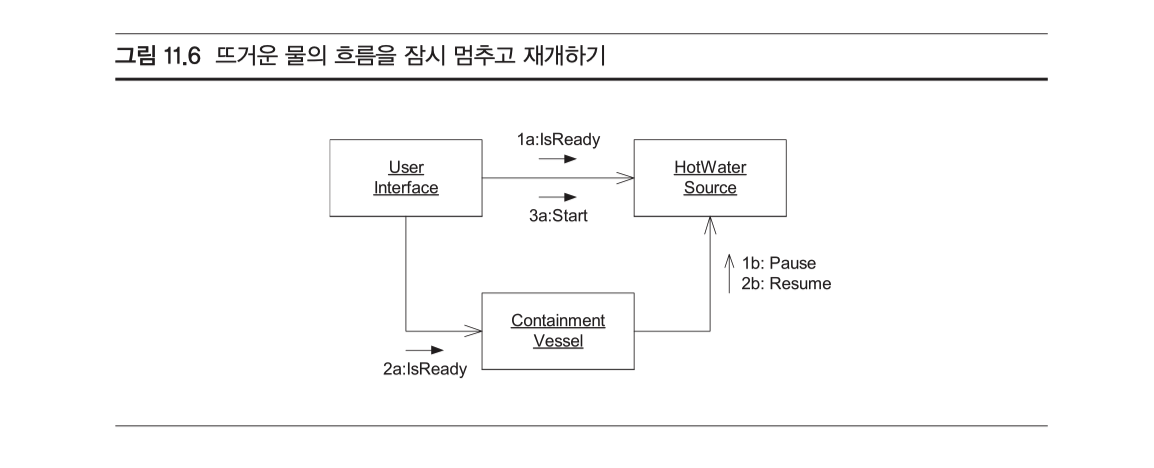 그림 11.6 뜨거운 물의 흐름을 잠시 멈추고 재개하기
1a:IsReady
User
Interface
HotWater
Source
3a:Start
1b: Pause
2b: Resume
Containment
Vessel
2a:IsReady